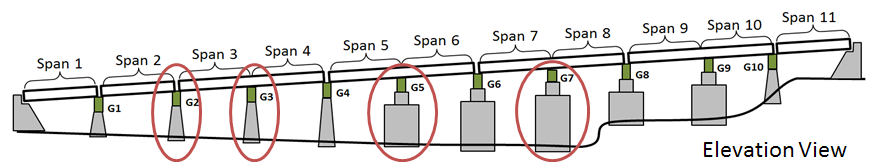 Span 1
Span 2
Span 3
Span 4
Span 5
Span 6
Span 7
Span 8
Span 9
Span 10
Span 11
G1
G2
G3
G4
G5
G6
G7
G8
G9
G10
Elevation View